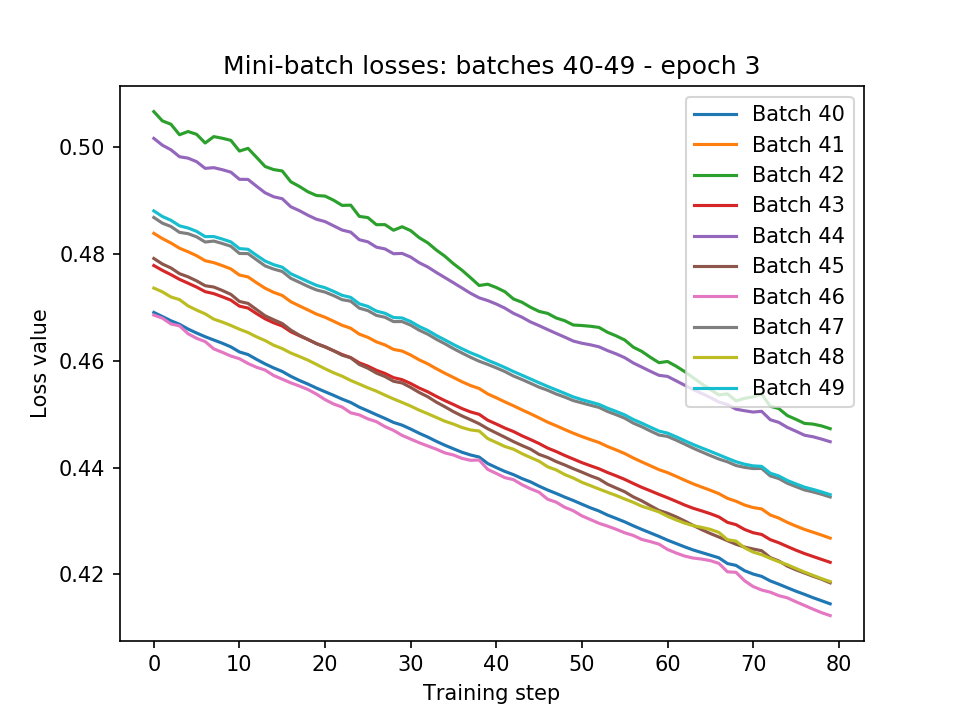 Mini-batch losses: batches 40-49 - epoch 3
Batch 40
Batch 41
Batch 42
Batch 43
Batch 44
Batch 45
Batch 46
Batch 47
Batch 48
Batch 49
Loss value
0.50
0.48
0.46
0.44
0.42
0 10 20 30 40 50 60 70 80
Training step